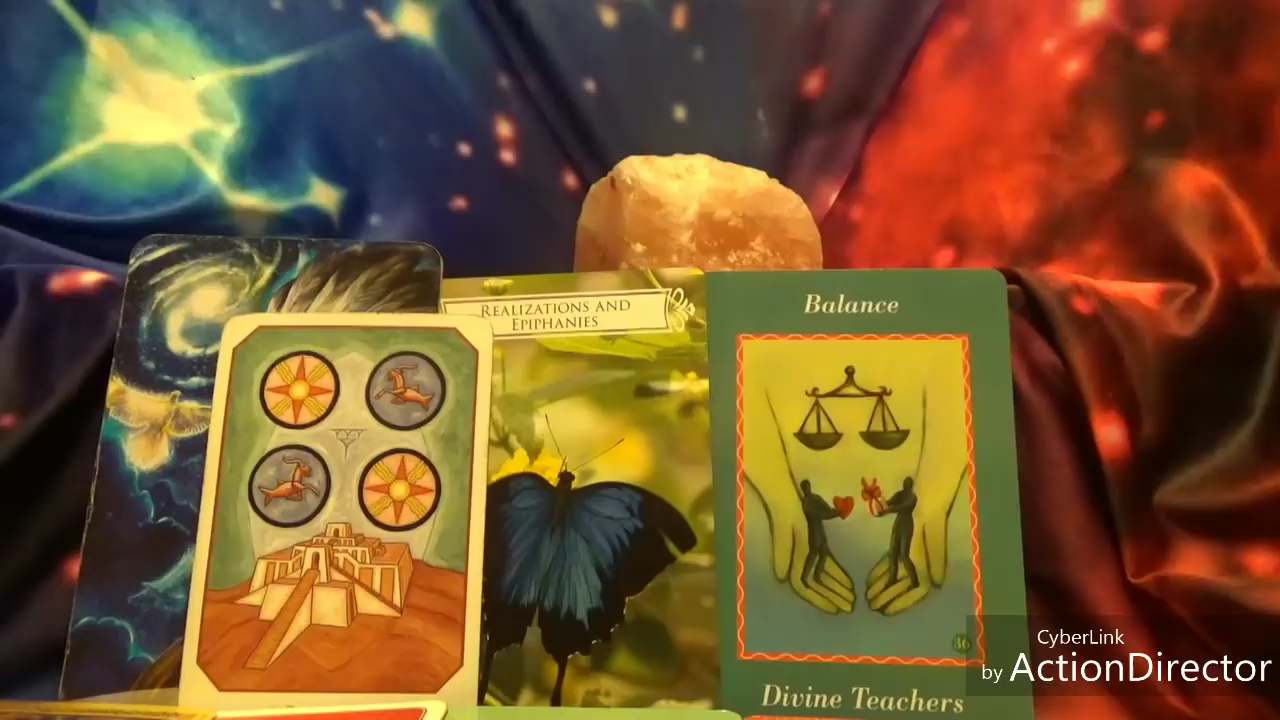 REALIZATIONS AND
EPIPHANIES
Balance
36
Divine Teachers
CyberLink
by ActionDirector